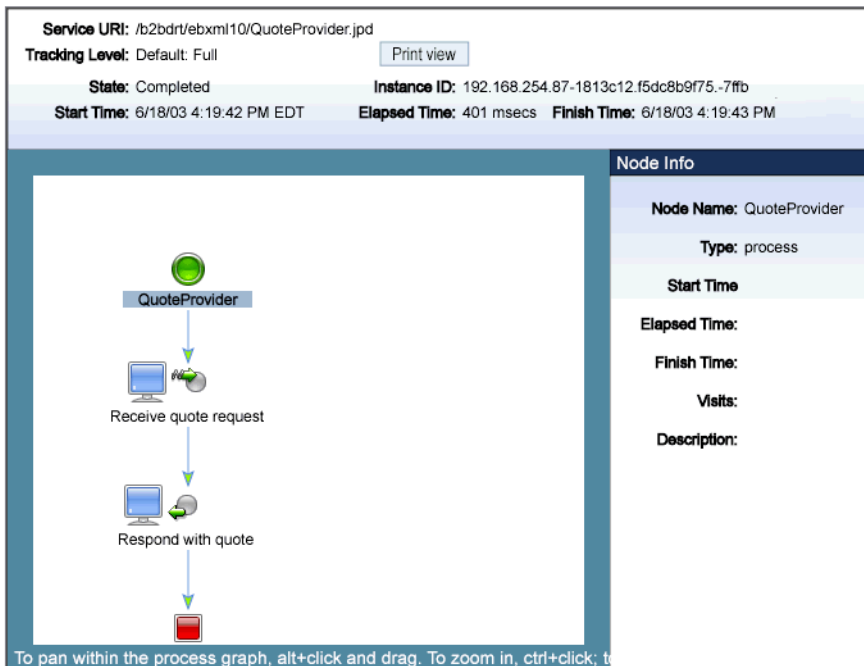 Service URI: /b2bdrt/ebxml10/QuoteProvider.jpd
Tracking Level: Default: Full
Print view
State: Completed
Instance ID: 192.168.254.87-1813c12.f5dc8b9f75.-7ffb
Start Time: 6/18/03 4:19:42 PM EDT
Elapsed Time: 401 msecs
Finish Time: 6/18/03 4:19:43 PM
Node Info
Node Name: QuoteProvider
Type: process
Start Time
Elapsed Time:
Finish Time:
Visits:
Description:
QuoteProvider
Receive quote request
Respond with quote
To pan within the process graph, alt+click and drag. To zoom in, ctrl+click;